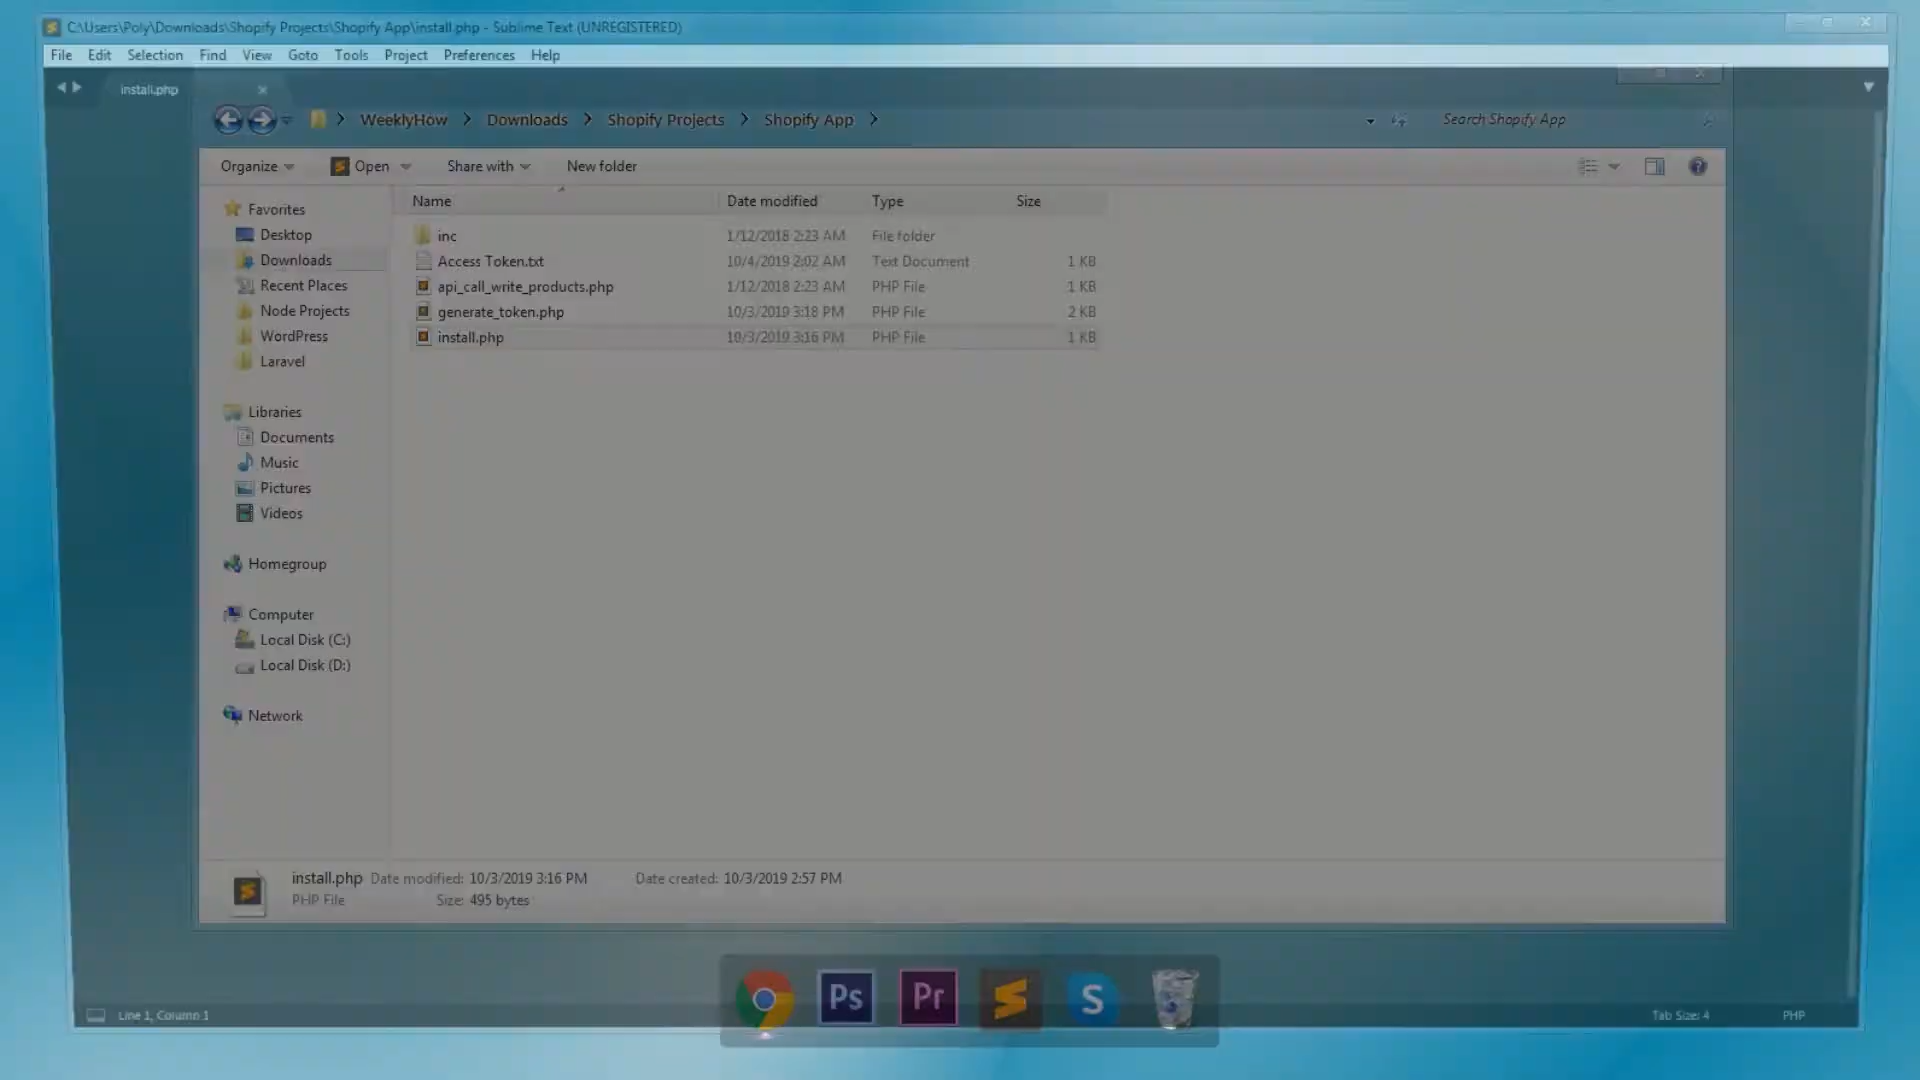 C:\Users\Poly\Downloads\Shopify Projects\Shopify App\install.php - Sublime Text (UNREGISTERED)
File Edit Selection Find View Goto Tools Project Preferences Help
install.php
WeeklyHow Downloads Shopify Projects Shopify App Search Shopify App
Organize Open Share with New folder
Name Date modified Type Size
Favorites
Desktop
Downloads
Recent Places
Node Projects
WordPress
Laravel
Libraries
Documents
Music
Pictures
Videos
Homegroup
Computer
Local Disk (C:)
Local Disk (D:)
Network
inc 1/12/2018 2:23 AM File folder
Access Token.txt 10/4/2019 2:02 AM Text Document 1 KB
api_call_write_products.php 1/12/2018 2:23 AM PHP File 1 KB
generate_token.php 10/3/2019 3:18 PM PHP File 2 KB
install.php 10/3/2019 3:16 PM PHP File 1 KB
install.php Date modified: 10/3/2019 3:16 PM Date created: 10/3/2019 2:57 PM
PHP File Size: 495 bytes
Ps Pr S
Line 1, Column 1 Tab Size: 4 PHP